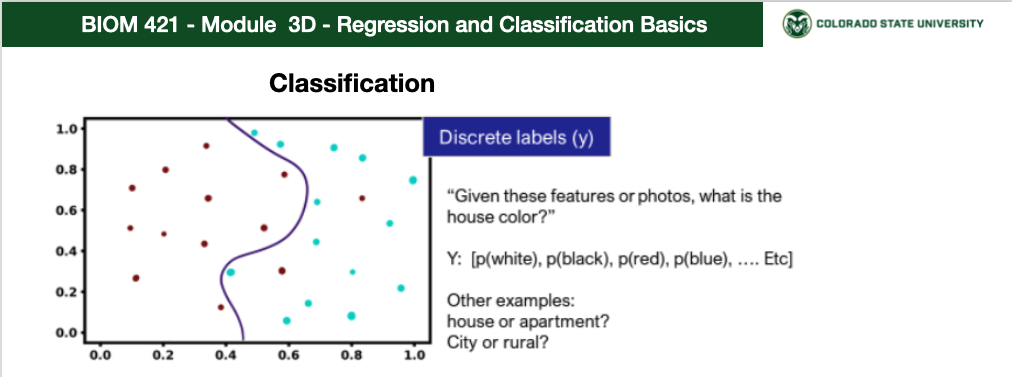 BIOM 421 - Module 3D - Regression and Classification Basics
COLORADO STATE UNIVERSITY
Classification
Discrete labels (y)
1.0
0.8
0.6
0.4
0.2
0.0
0.0 0.2 0.4 0.6 0.8 1.0
“Given these features or photos, what is the
house color?”
Y: [p(white), p(black), p(red), p(blue), .... Etc]
Other examples:
house or apartment?
City or rural?